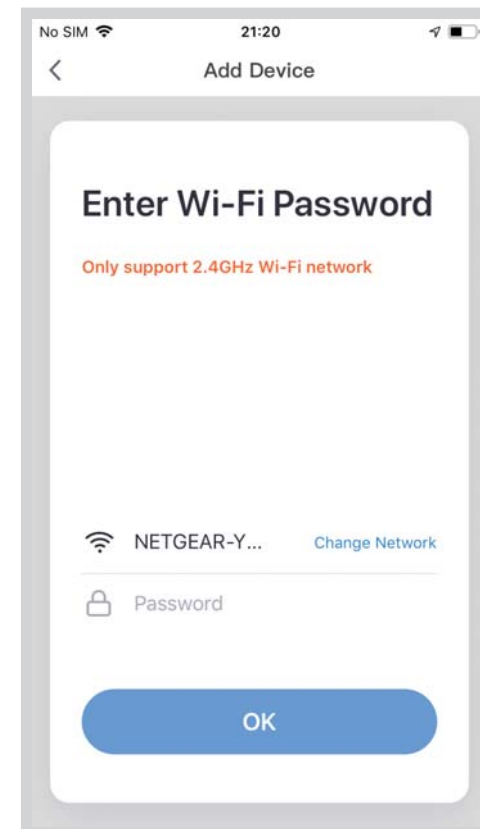 No SIM 21:20
Add Device
Enter Wi-Fi Password
Only support 2.4GHz Wi-Fi network
NETGEAR-Y... Change Network
Password
OK